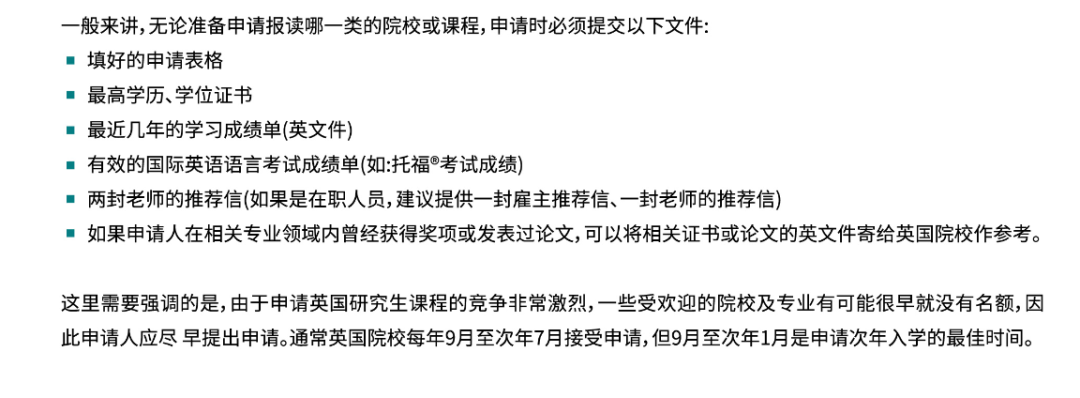 一般来讲，无论准备申请报读哪一类的院校或课程，申请时必须提交以下文件：
■ 填好的申请表格
■ 最高学历、学位证书
■ 最近几年的学习成绩单(英文件)
■ 有效的国际英语语言考试成绩单(如:托福®考试成绩)
■ 两封老师的推荐信(如果是在职人员，建议提供一封雇主推荐信、一封老师的推荐信)
■ 如果申请人在相关专业领域内曾经获得奖项或发表过论文，可以将相关证书或论文的英文件寄给英国院校作参考。
这里需要强调的是，由于申请英国研究生课程的竞争非常激烈，一些受欢迎的院校及专业有可能很早就没有名额，因
此申请人应尽 早提出申请。通常英国院校每年9月至次年7月接受申请，但9月至次年1月是申请次年入学的最佳时间。